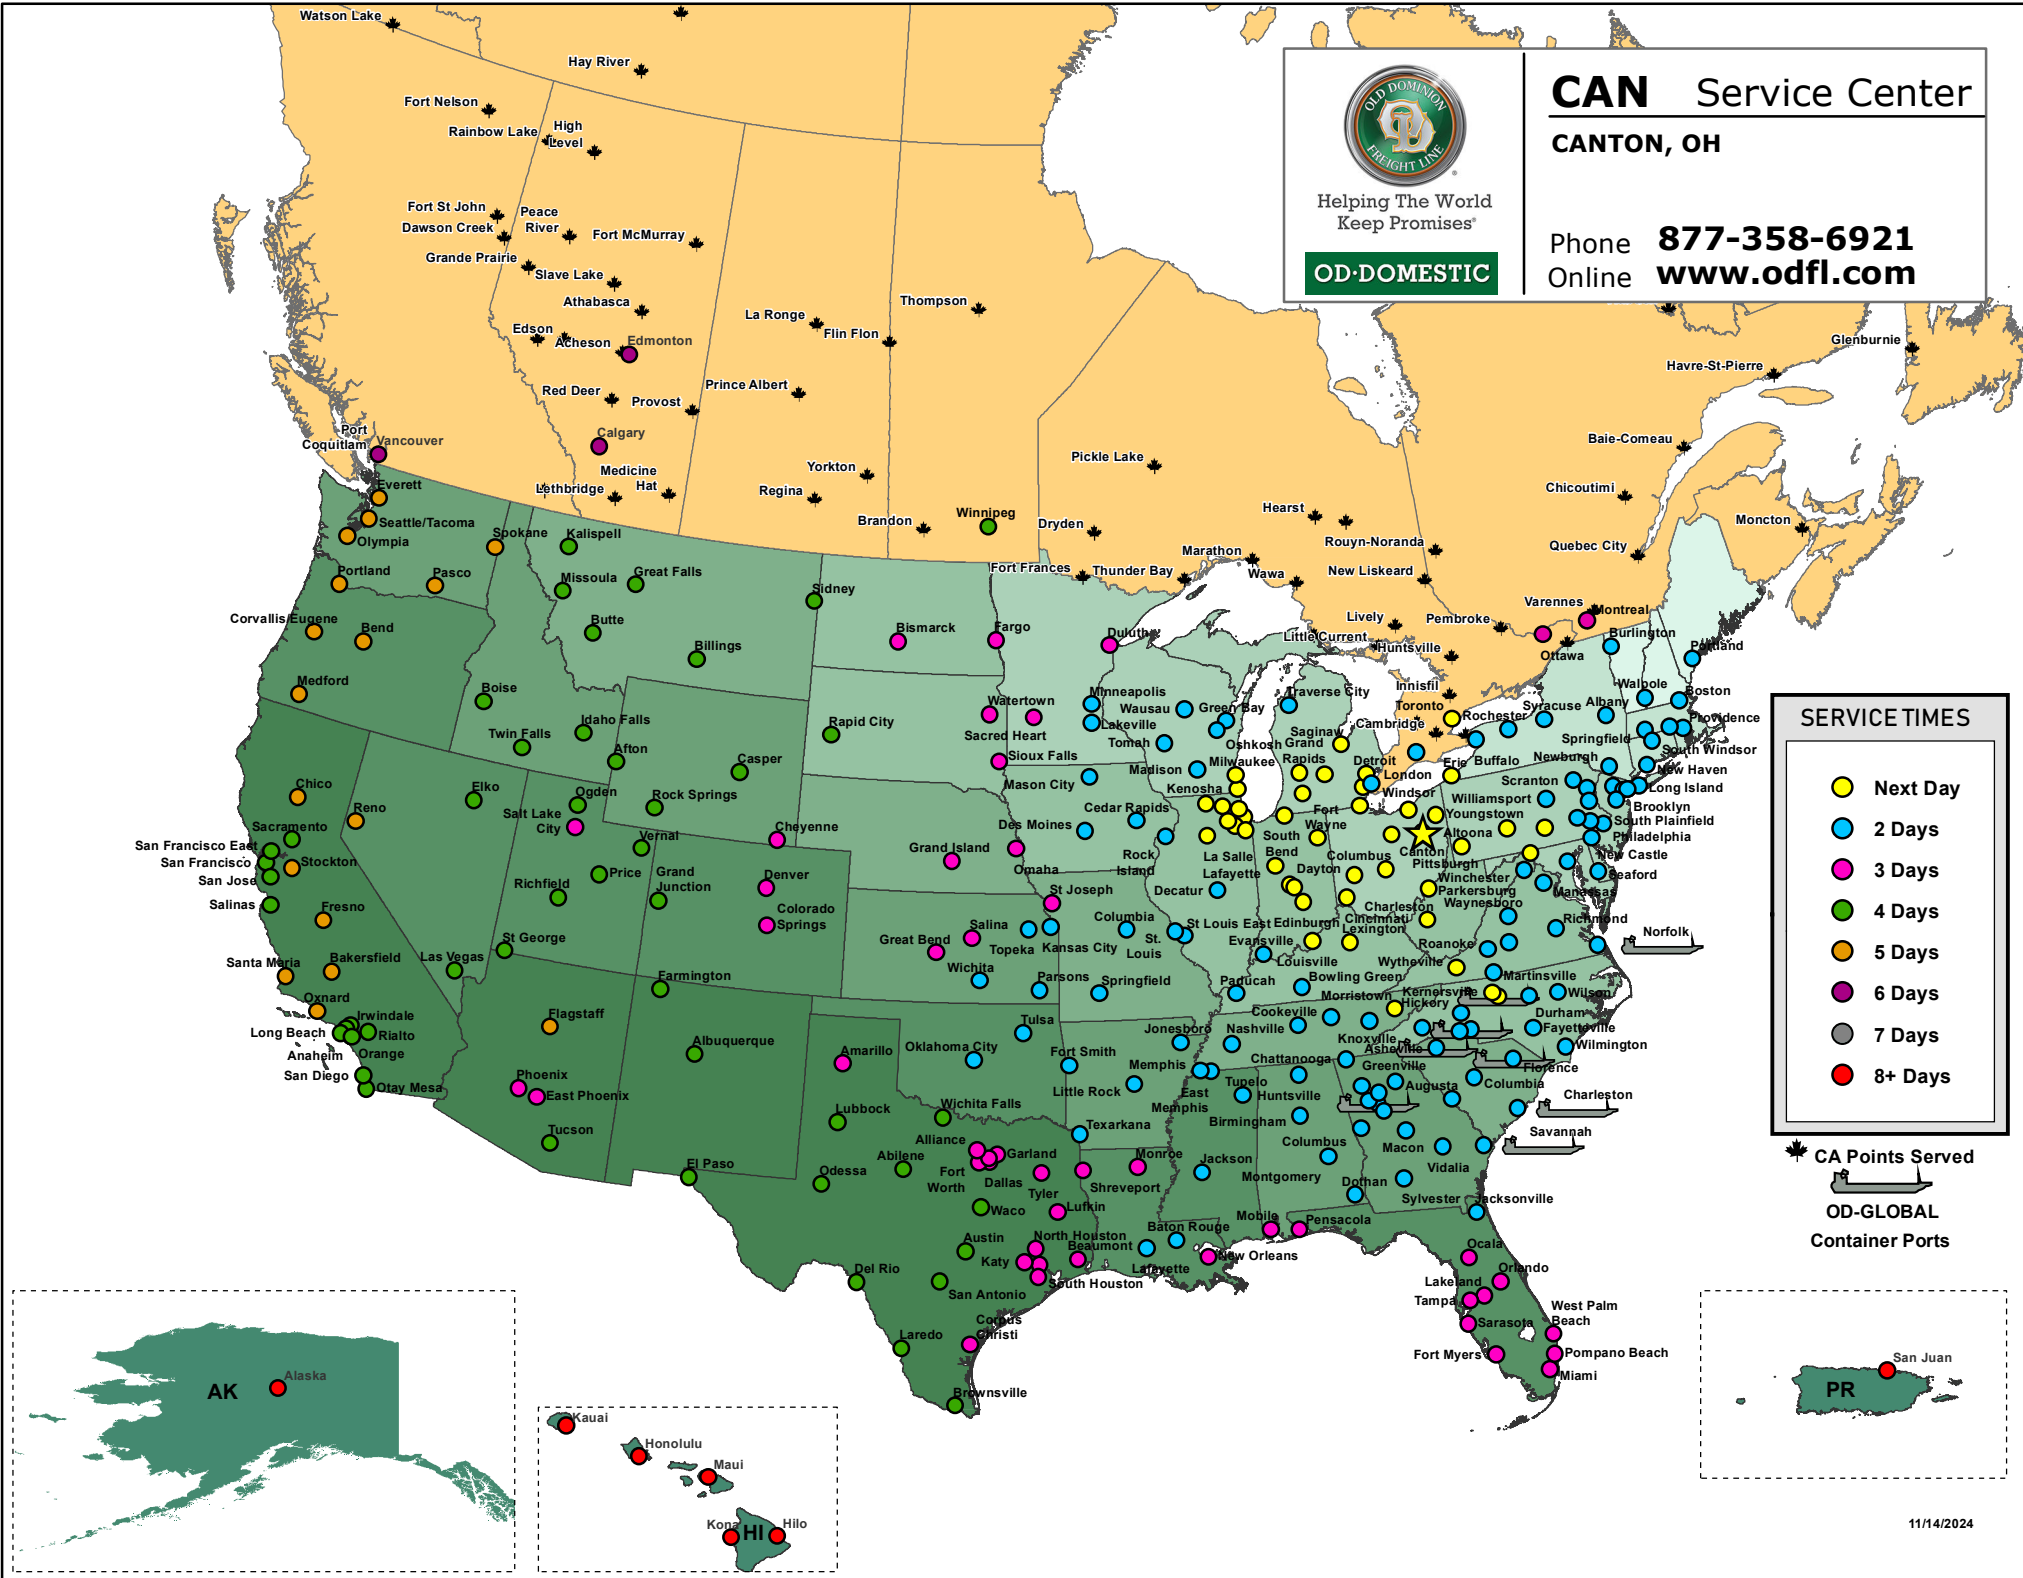 Watson Lake
Hay River
Fort Nelson
Rainbow Lake
High
Level
Fort St John
Peace
River
Dawson Creek
Fort McMurray
Grande Prairie
Slave Lake
Athabasca
Edson
Acheson
Edmonton
La Ronge
Flin Flon
Thompson
Red Deer
Provost
Prince Albert
Port
Coquitlam
Vancouver
Calgary
Medicine
Hat
Lethbridge
Yorkton
Regina
Brandon
Winnipeg
Dryden
Pickle Lake
Fort Frances
Thunder Bay
Marathon
Wawa
Hearst
Rouyn-Noranda
New Liskeard
Lively
Little Current
Huntsville
Pembroke
Innisfil
Toronto
Cambridge
London
Windsor
Ottawa
Varennes
Montreal
Quebec City
Chicoutimi
Baie-Comeau
Havre-St-Pierre
Glenburnie
Moncton
OLD DOMINION
FREIGHT LINE
Helping The World
Keep Promises®
OD·DOMESTIC
CAN Service Center
CANTON, OH
Phone 877-358-6921
Online www.odfl.com
Everett
Seattle/Tacoma
Olympia
Spokane
Portland
Pasco
Corvallis/Eugene
Bend
Medford
Kalispell
Missoula
Great Falls
Butte
Billings
Sidney
Boise
Idaho Falls
Twin Falls
Afton
Casper
Rock Springs
Cheyenne
Chico
Reno
Elko
Sacramento
San Francisco East
San Francisco
Stockton
San Jose
Salinas
Fresno
Santa Maria
Bakersfield
Oxnard
Irwindale
Long Beach
Rialto
Anaheim
Orange
San Diego
Otay Mesa
Las Vegas
Ogden
Salt Lake
City
Vernal
Price
Richfield
St George
Grand
Junction
Denver
Colorado
Springs
Farmington
Albuquerque
Flagstaff
Phoenix
East Phoenix
Tucson
El Paso
Bismarck
Fargo
Duluth
Rapid City
Watertown
Sacred Heart
Sioux Falls
Minneapolis
Lakeville
Wausau
Green Bay
Tomah
Oshkosh
Madison
Milwaukee
Kenosha
Traverse City
Saginaw
Grand
Rapids
Detroit
Mason City
Cedar Rapids
Des Moines
Rock
Island
Grand Island
Omaha
St Joseph
Salina
Great Bend
Topeka
Kansas City
Wichita
Parsons
Columbia
St.
Louis
St Louis East
Springfield
La Salle
Lafayette
Decatur
South
Bend
Fort
Wayne
Edinburgh
Evansville
Louisville
Paducah
Bowling Green
Lexington
Cincinnati
Dayton
Columbus
Canton
Youngstown
Erie
Pittsburgh
Altoona
Williamsport
Scranton
Buffalo
Rochester
Syracuse
Albany
Newburgh
Burlington
Portland
Walpole
Boston
Providence
Springfield
South Windsor
New Haven
Long Island
Brooklyn
South Plainfield
Philadelphia
New Castle
Seaford
Manassas
Winchester
Parkersburg
Waynesboro
Charleston
Richmond
Norfolk
Roanoke
Wytheville
Martinsville
Kernersville
Hickory
Wilson
Durham
Fayetteville
Wilmington
Morristown
Cookeville
Knoxville
Asheville
Nashville
Chattanooga
Jonesboro
Memphis
East
Memphis
Tupelo
Huntsville
Birmingham
Greenville
Augusta
Columbia
Florence
Charleston
Savannah
Columbus
Macon
Vidalia
Montgomery
Dothan
Sylvester
Jacksonville
Tulsa
Oklahoma City
Fort Smith
Little Rock
Texarkana
Amarillo
Lubbock
Wichita Falls
Alliance
Garland
Abilene
Fort
Worth
Dallas
Tyler
Odessa
Waco
Lufkin
Austin
North Houston
Katy
Beaumont
South Houston
Del Rio
San Antonio
Corpus
Christi
Laredo
Brownsville
Monroe
Shreveport
Jackson
Baton Rouge
Lafayette
New Orleans
Mobile
Pensacola
Ocala
Orlando
Lakeland
Tampa
Sarasota
West Palm
Beach
Fort Myers
Pompano Beach
Miami
SERVICE TIMES
Next Day
2 Days
3 Days
4 Days
5 Days
6 Days
7 Days
8+ Days
CA Points Served
OD-GLOBAL
Container Ports
AK
Alaska
Kauai
Honolulu
Maui
Kona
HI
Hilo
San Juan
PR
11/14/2024